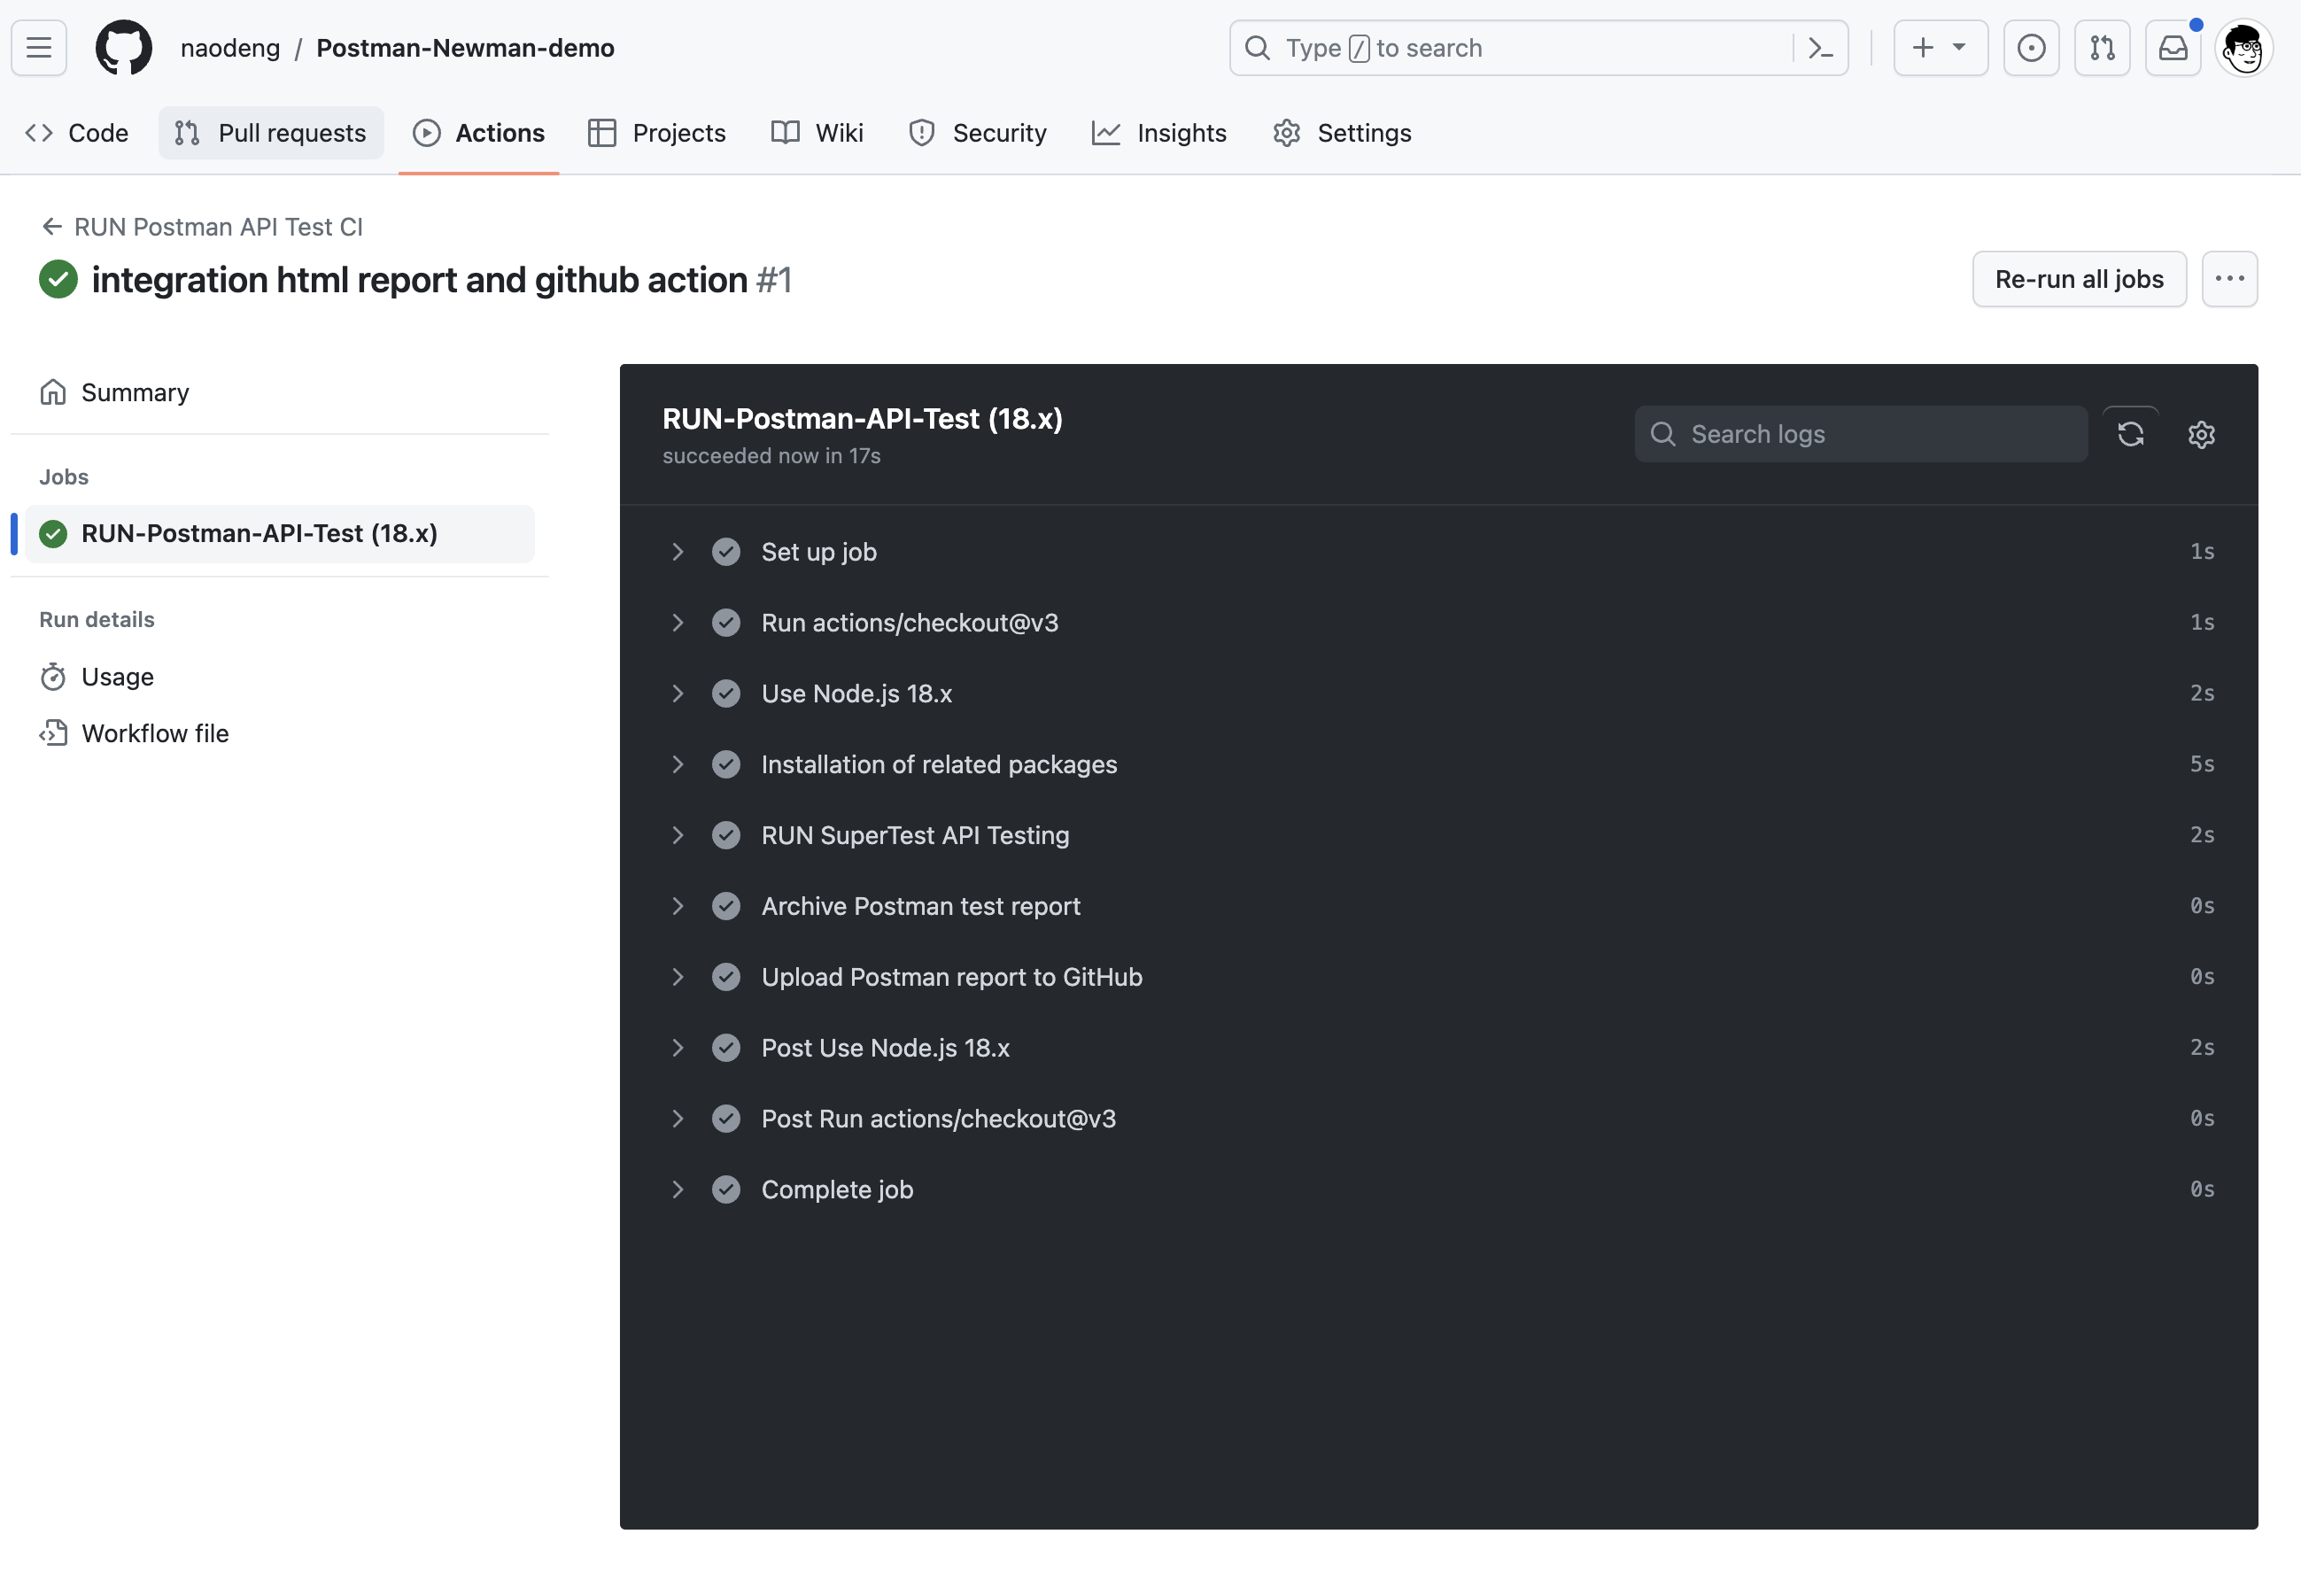 naodeng / Postman-Newman-demo
Type / to search
Code Pull requests Actions Projects Wiki Security Insights Settings
RUN Postman API Test CI
integration html report and github action #1
Re-run all jobs
Summary
Jobs
RUN-Postman-API-Test (18.x)
Run details
Usage
Workflow file
RUN-Postman-API-Test (18.x)
succeeded now in 17s
Search logs
Set up job 1s
Run actions/checkout@v3 1s
Use Node.js 18.x 2s
Installation of related packages 5s
RUN SuperTest API Testing 2s
Archive Postman test report 0s
Upload Postman report to GitHub 0s
Post Use Node.js 18.x 2s
Post Run actions/checkout@v3 0s
Complete job 0s